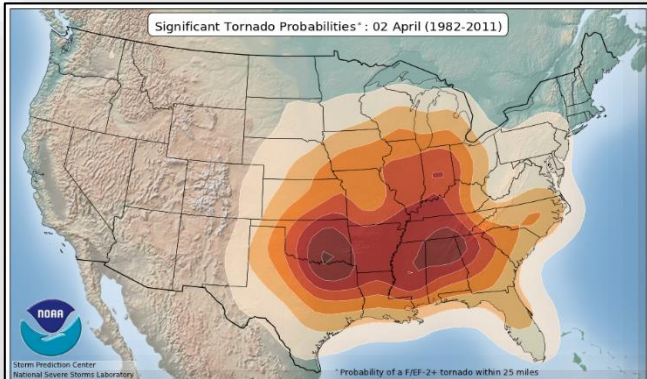 Significant Tornado Probabilities*: 02 April (1982-2011)
NOAA
Storm Prediction Center
National Severe Storms Laboratory
*Probability of a F/EF-2+ tornado within 25 miles